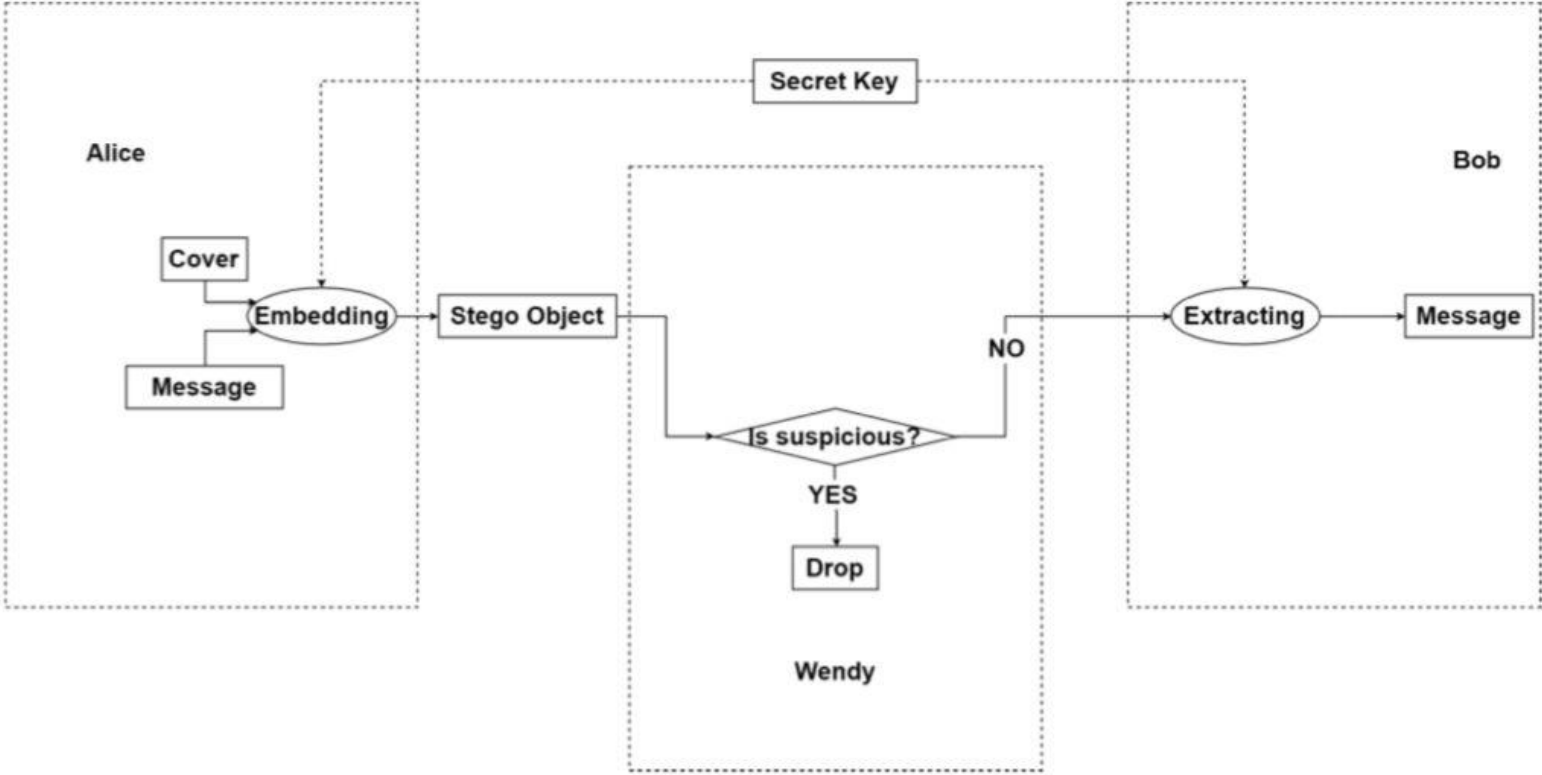 Secret Key
Alice
Bob
Cover
Embedding
Stego Object
Extracting
Message
NO
Message
Is suspicious?
YES
Drop
Wendy